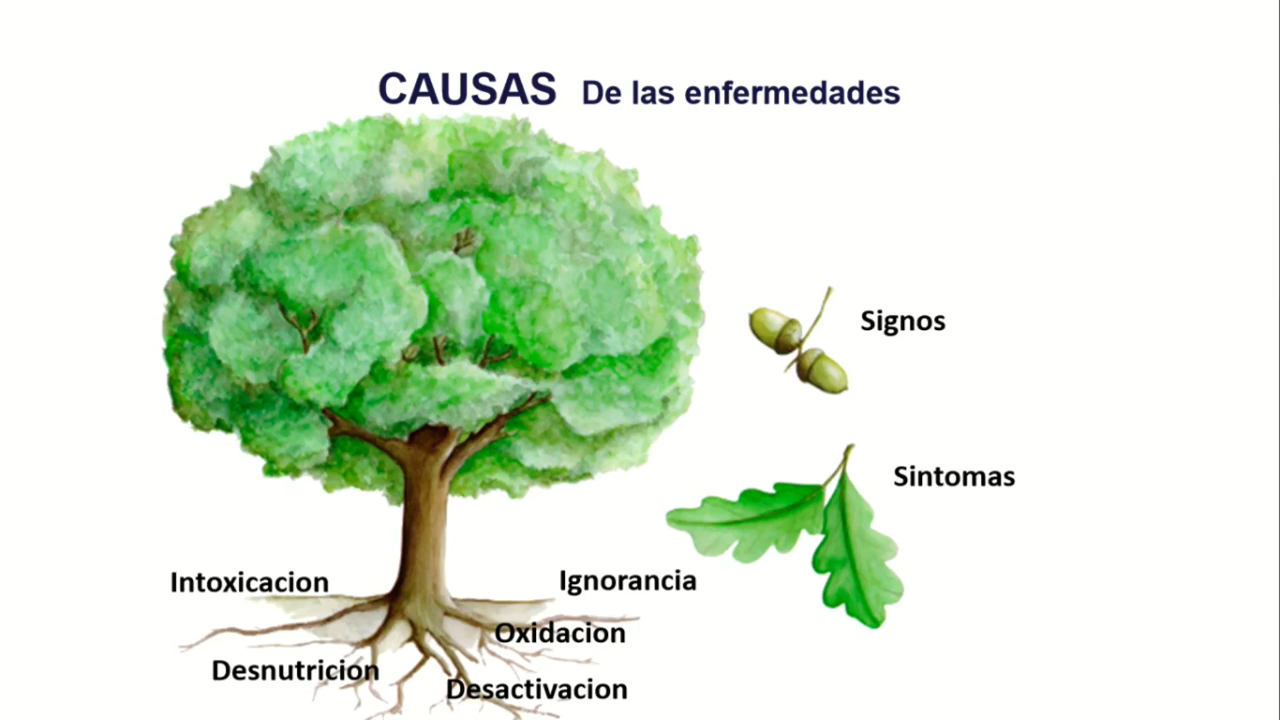 CAUSAS De las enfermedades
Signos
Sintomas
Intoxicacion
Ignorancia
Oxidacion
Desnutricion
Desactivacion